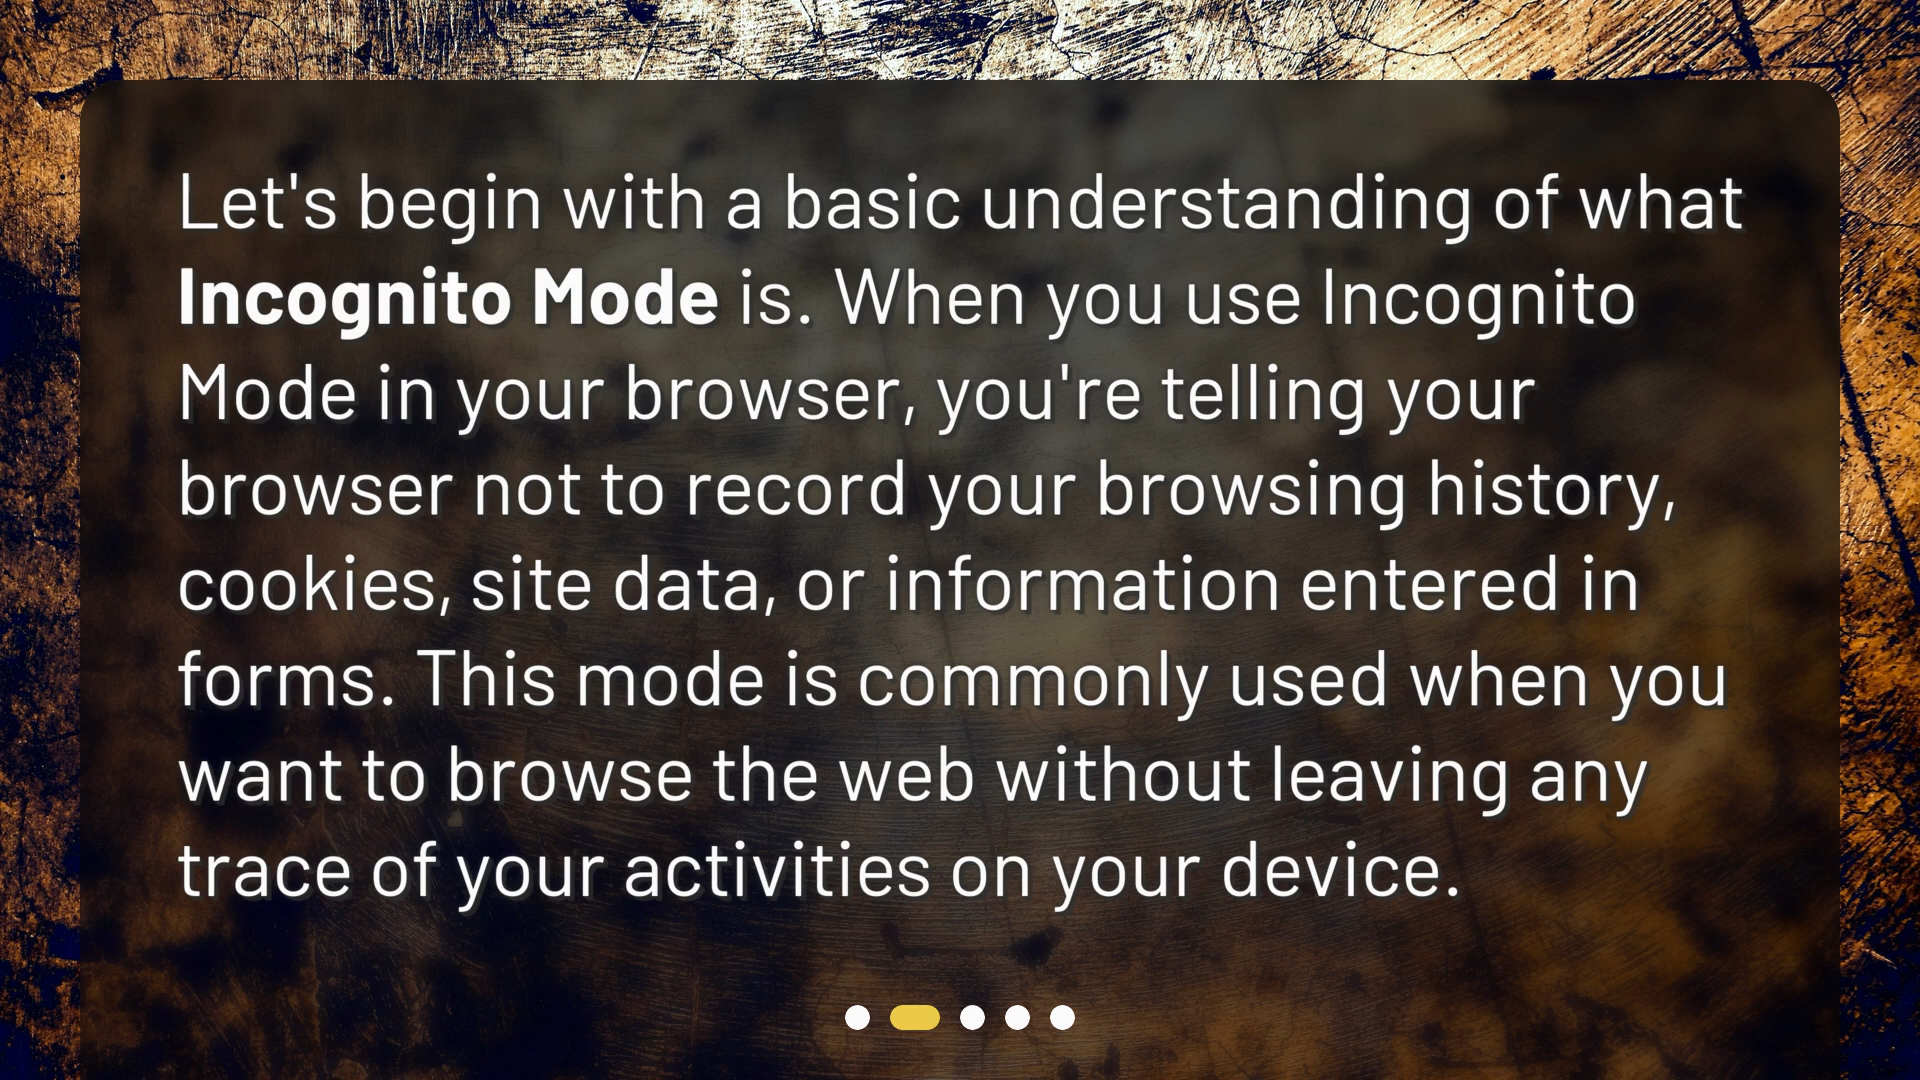 Let's begin with a basic understanding of what
Incognito Mode is. When you use Incognito
Mode in your browser, you're telling your
browser not to record your browsing history,
cookies, site data, or information entered in
forms. This mode is commonly used when you
want to browse the web without leaving any
trace of your activities on your device.